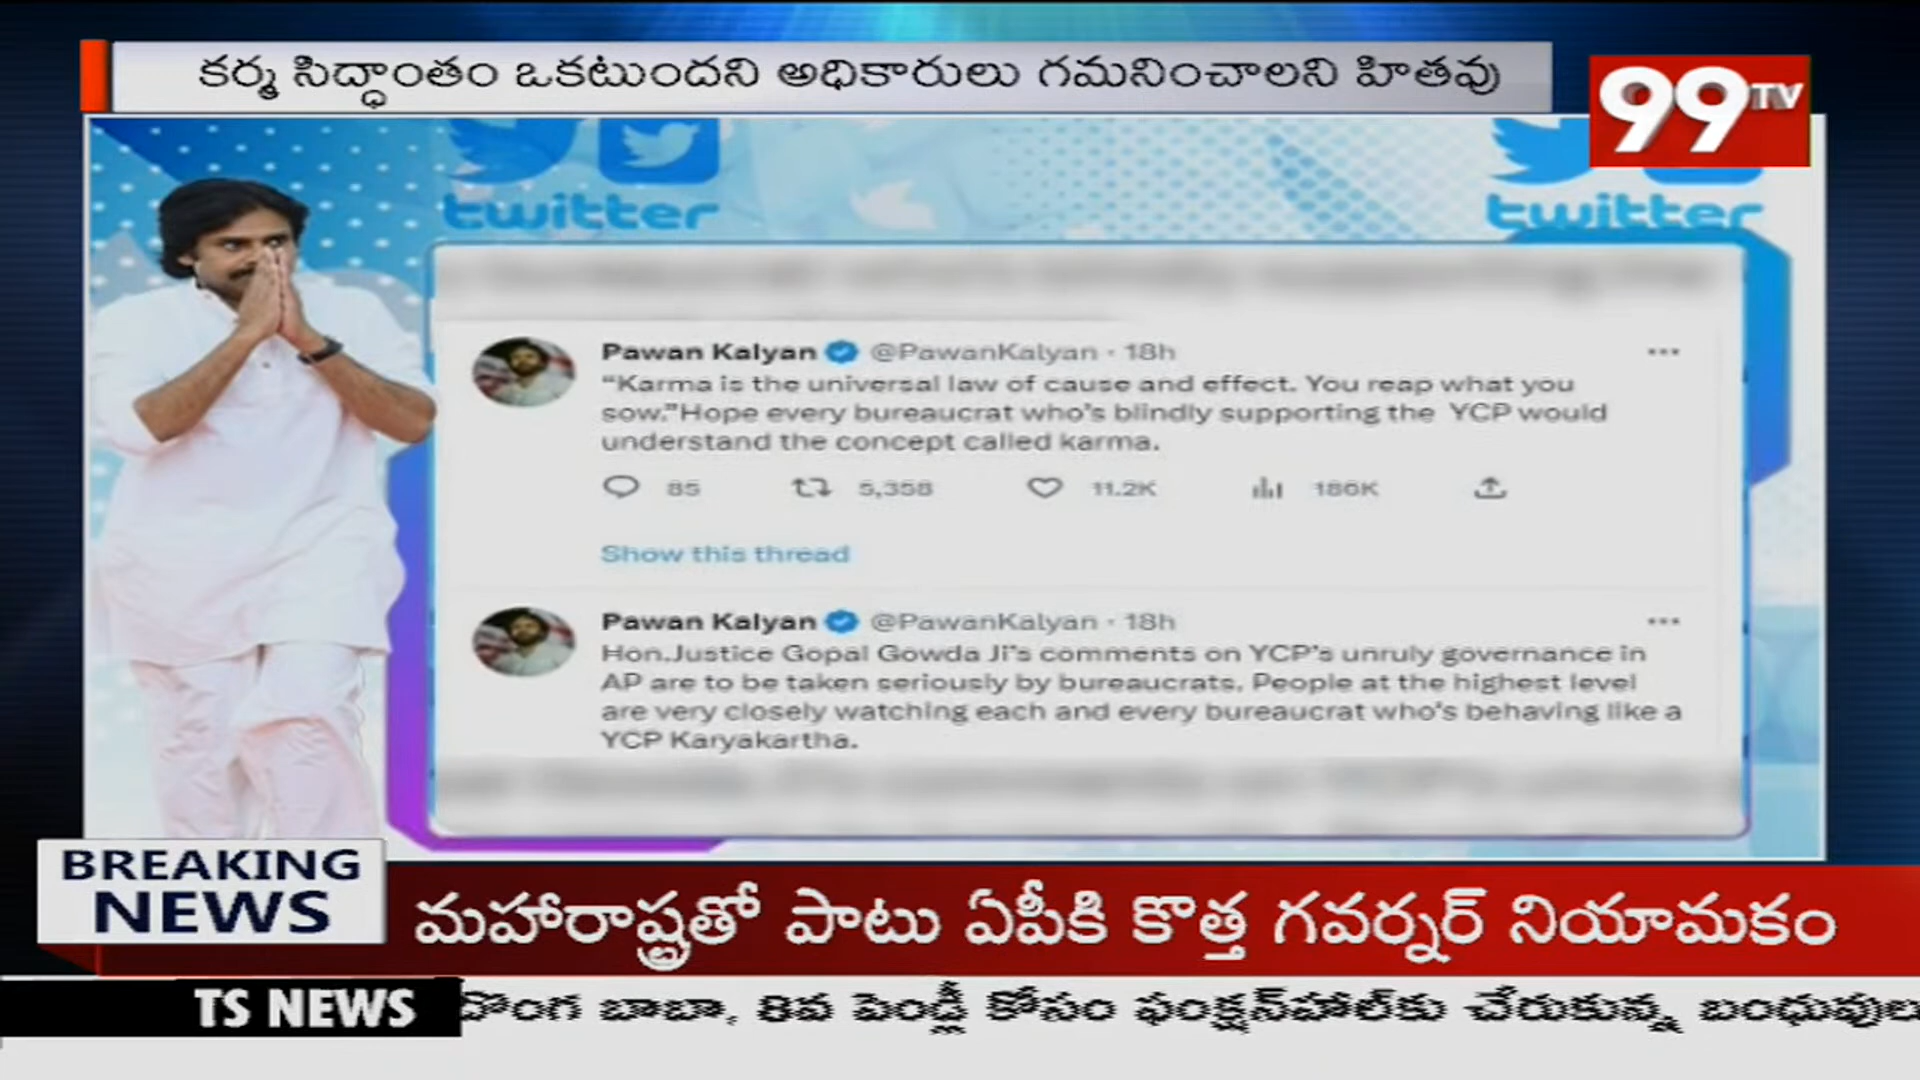 కర్మ సిద్ధాంతం ఒకటుందని అధికారులు గమనించాలని హితవు
99TV
twitter
twitter
Pawan Kalyan @PawanKalyan · 18h
“Karma is the universal law of cause and effect. You reap what you
sow.”Hope every bureaucrat who's blindly supporting the YCP would
understand the concept called karma.
85 5,358 11.2K 186K
Show this thread
Pawan Kalyan @PawanKalyan · 18h
Hon.Justice Gopal Gowda Ji's comments on YCP's unruly governance in
AP are to be taken seriously by bureaucrats. People at the highest level
are very closely watching each and every bureaucrat who's behaving like a
YCP Karyakartha.
BREAKING
NEWS
మహారాష్ట్రతో పాటు ఏపీకి కొత్త గవర్నర్ నియామకం
TS NEWS
దొంగ బాబా, 8వ పెండ్లి కోసం ఫంక్షన్‌హాల్‌కు చేరుకున్న బంధువులు